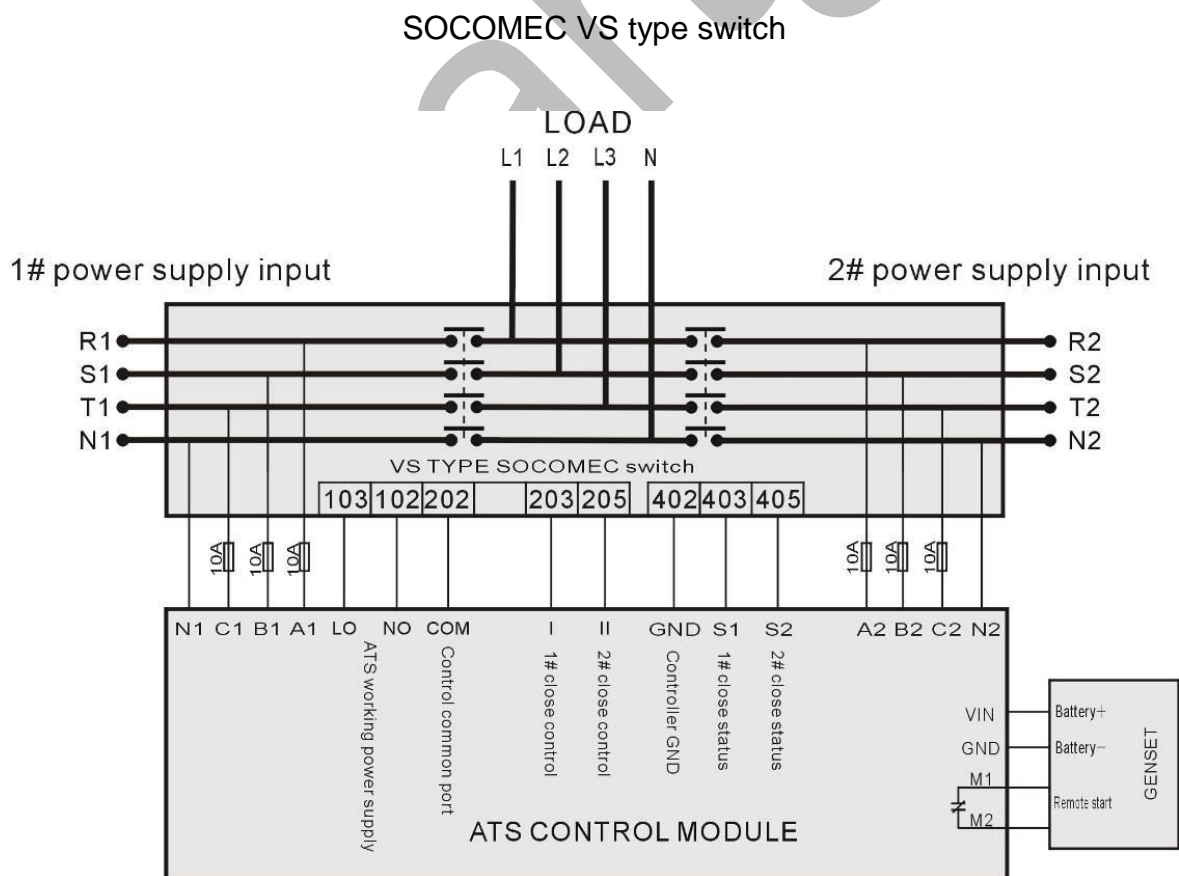 SOCOMEC VS type switch
LOAD
L1 L2 L3 N
1# power supply input
2# power supply input
R1
R2
S1
S2
T1
T2
N1
N2
VS TYPE SOCOMEC switch
103 102 202 203 205 402 403 405
10A 10A 10A 10A 10A 10A
N1 C1 B1 A1 LO NO COM I II GND S1 S2 A2 B2 C2 N2
ATS working power supply
Control common port
1# close control
2# close control
Controller GND
1# close status
2# close status
VIN
Battery+
GND
Battery−
M1
Remote start
M2
GENSET
ATS CONTROL MODULE